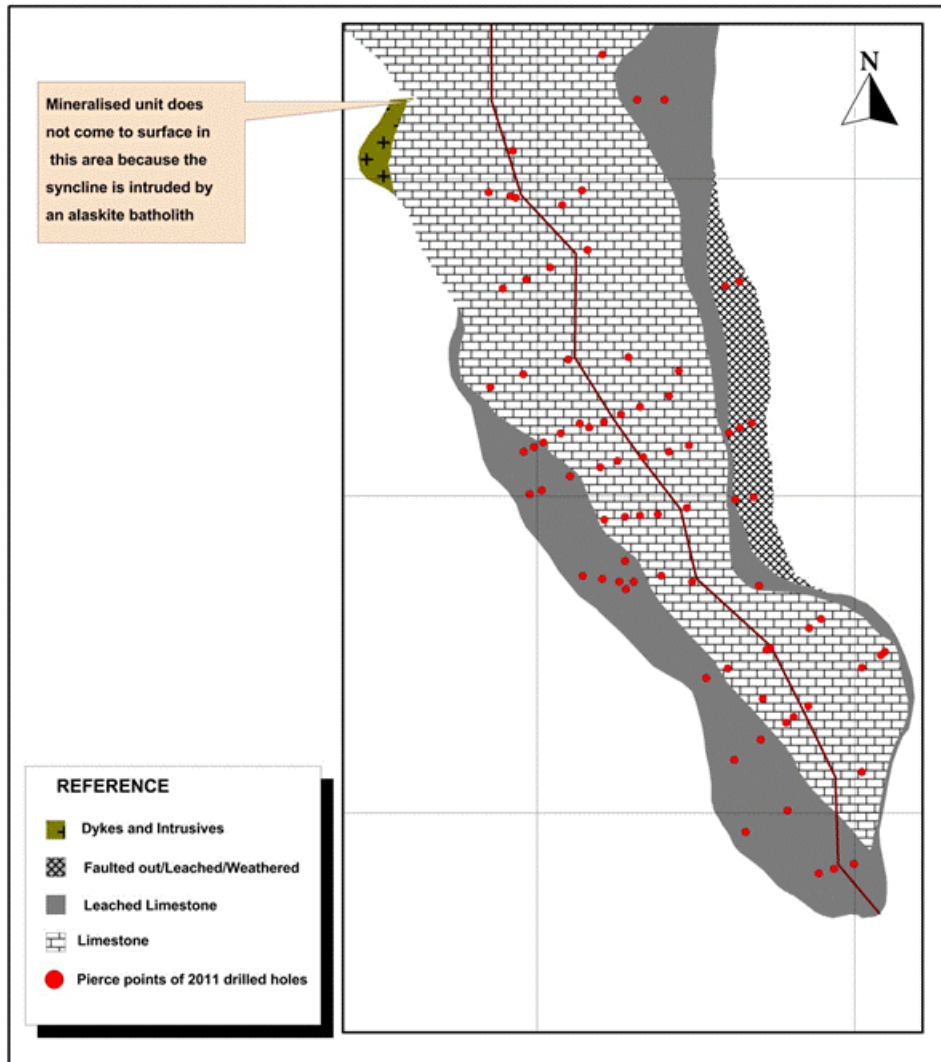 Mineralised unit does
not come to surface in
this area because the
syncline is intruded by
an alaskite batholith
N
REFERENCE
Dykes and Intrusives
Faulted out/Leached/Weathered
Leached Limestone
Limestone
Pierce points of 2011 drilled holes